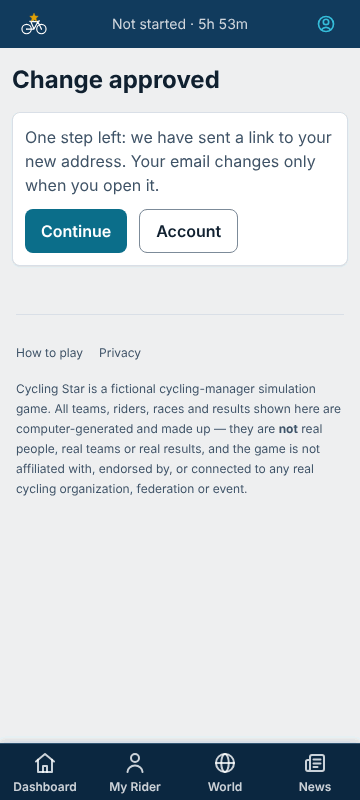 Not started · 5h 53m
Change approved
One step left: we have sent a link to your
new address. Your email changes only
when you open it.
Continue
Account
How to play
Privacy
Cycling Star is a fictional cycling-manager simulation
game. All teams, riders, races and results shown here are
computer-generated and made up — they are not real
people, real teams or real results, and the game is not
affiliated with, endorsed by, or connected to any real
cycling organization, federation or event.
Dashboard
My Rider
World
News